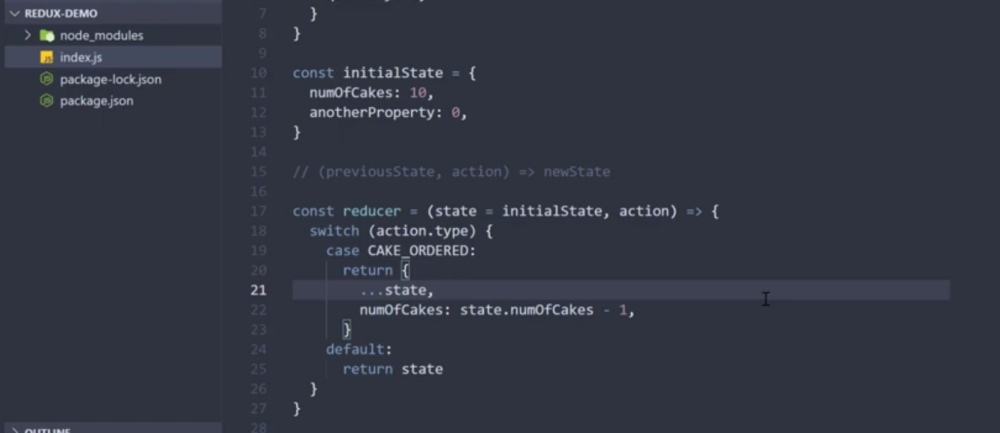 REDUX-DEMO
node_modules
index.js
package-lock.json
package.json
OUTLINE
7 }
8 }
9
10 const initialState = {
11 numOfCakes: 10,
12 anotherProperty: 0,
13 }
14
15 // (previousState, action) => newState
16
17 const reducer = (state = initialState, action) => {
18 switch (action.type) {
19 case CAKE_ORDERED:
20 return {
21 ...state,
22 numOfCakes: state.numOfCakes - 1,
23 }
24 default:
25 return state
26 }
27 }
28